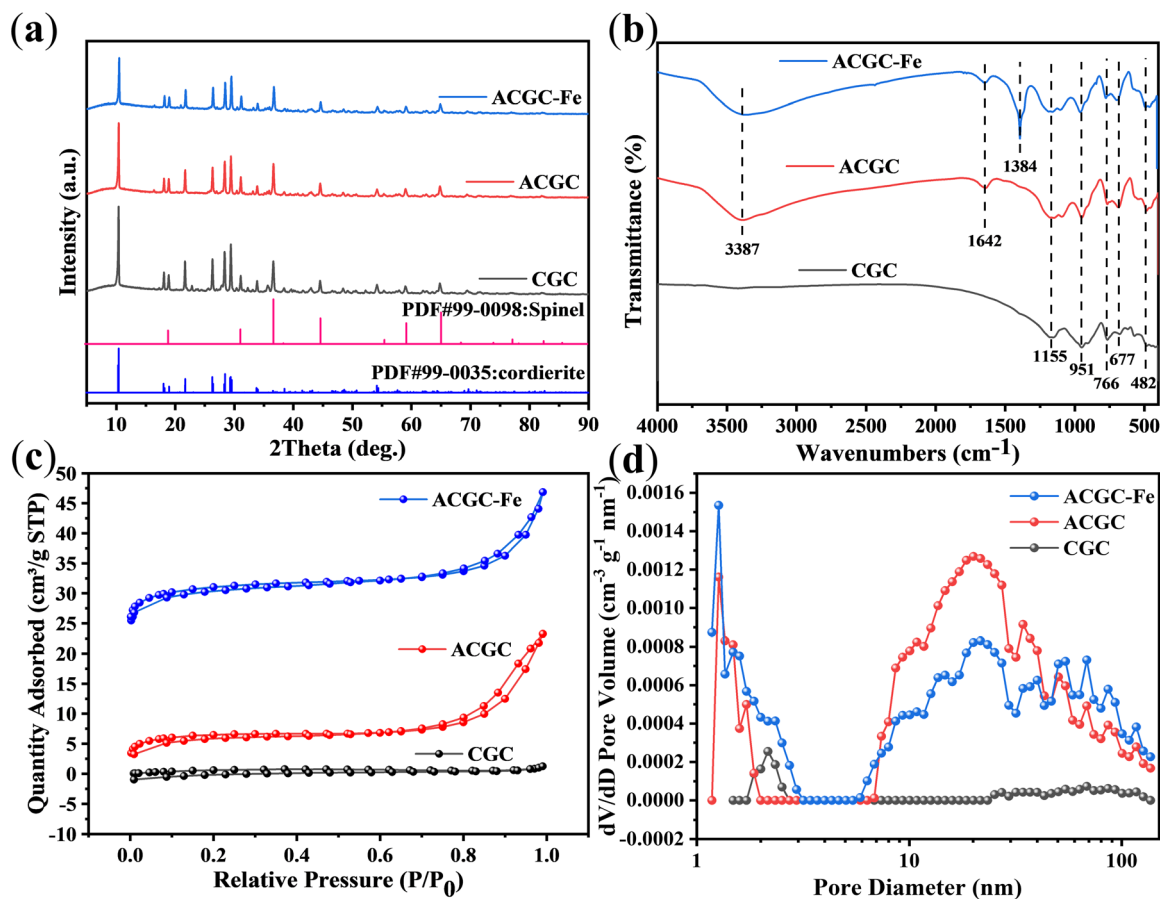 (a)
Intensity (a.u.)
ACGC-Fe
ACGC
CGC
PDF#99-0098:Spinel
PDF#99-0035:cordierite
10 20 30 40 50 60 70 80 90
2Theta (deg.)
(b)
Transmittance (%)
ACGC-Fe
1384
ACGC
3387
1642
CGC
1155
951
766
677
482
4000 3500 3000 2500 2000 1500 1000 500
Wavenumbers (cm⁻¹)
(c)
Quantity Adsorbed (cm³/g STP)
50
45
40
35
30
25
20
15
10
5
0
-5
-10
ACGC-Fe
ACGC
CGC
0.0 0.2 0.4 0.6 0.8 1.0
Relative Pressure (P/P₀)
(d)
dV/dD Pore Volume (cm⁻³ g⁻¹ nm⁻¹)
0.0016
0.0014
0.0012
0.0010
0.0008
0.0006
0.0004
0.0002
0.0000
-0.0002
ACGC-Fe
ACGC
CGC
1 10 100
Pore Diameter (nm)